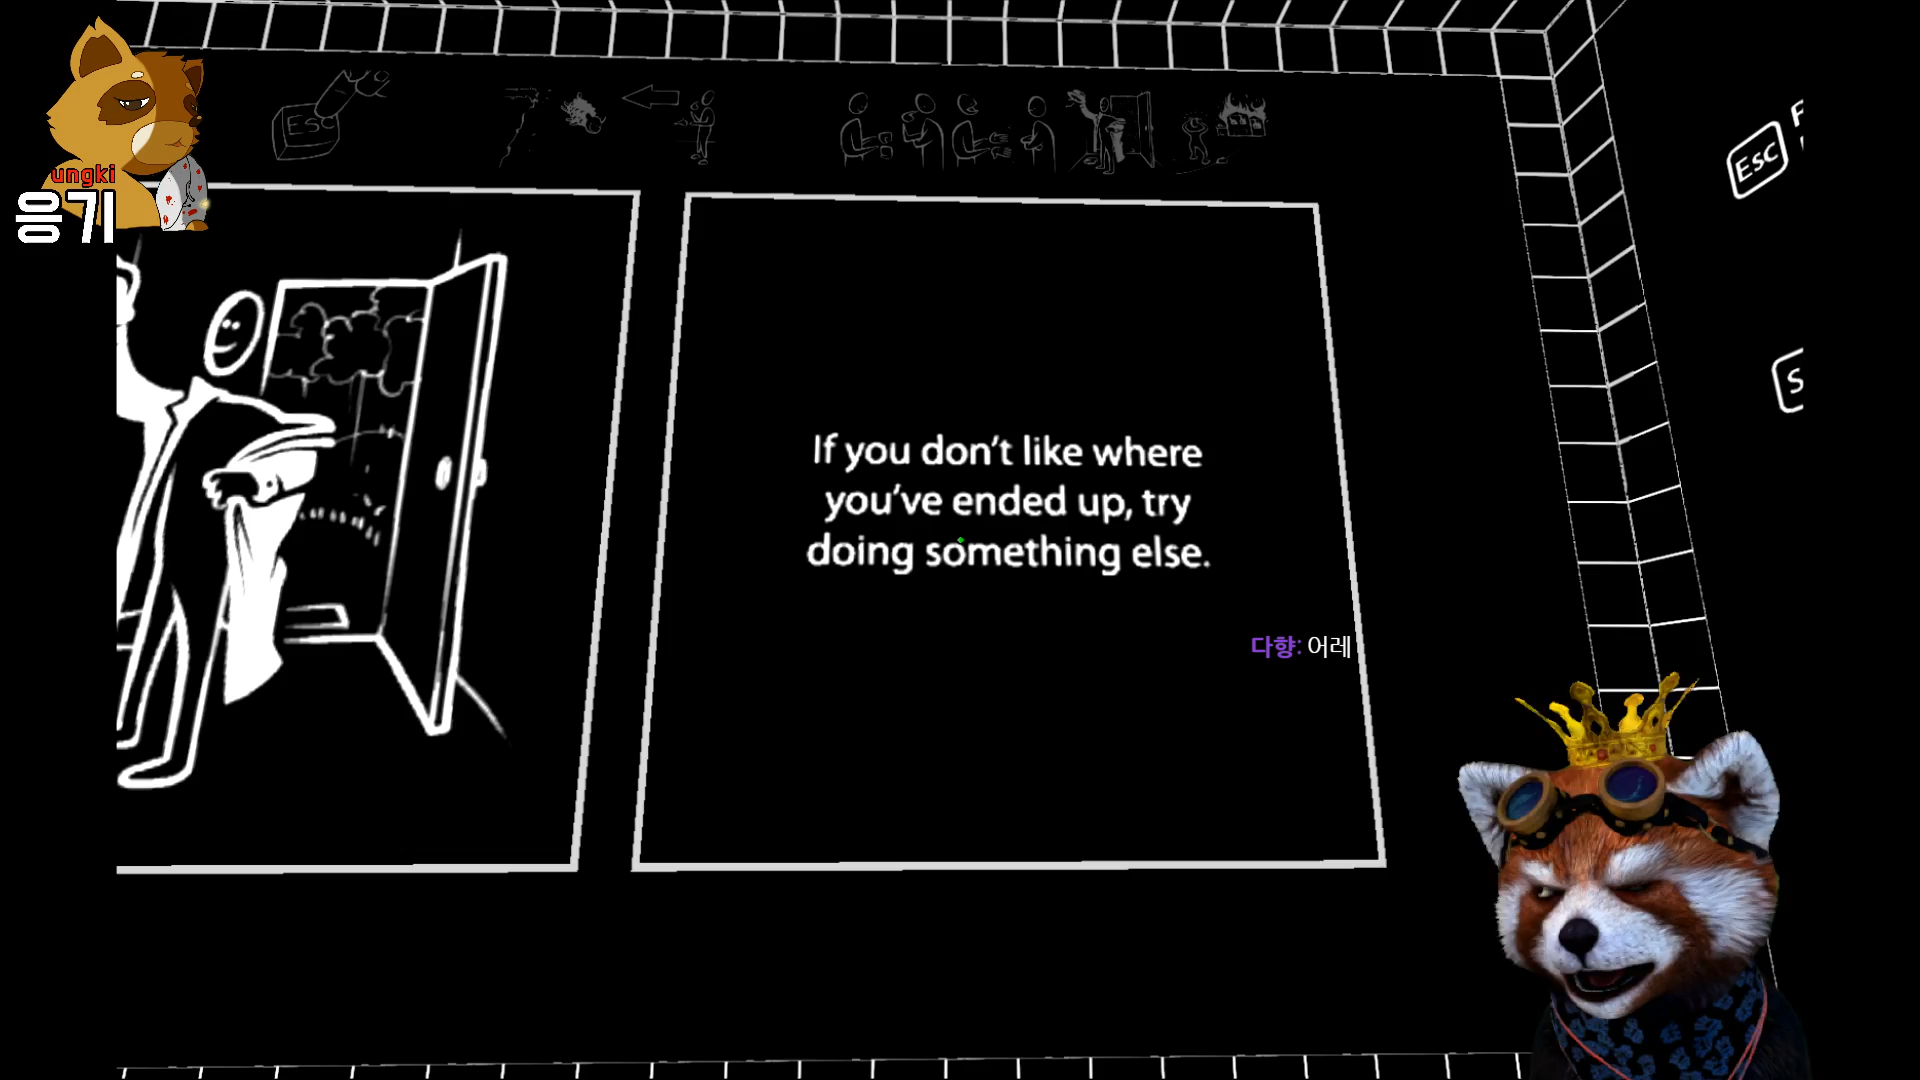 ungki
응기
ESC
Esc
If you don't like where
you've ended up, try
doing something else.
다향: 어레